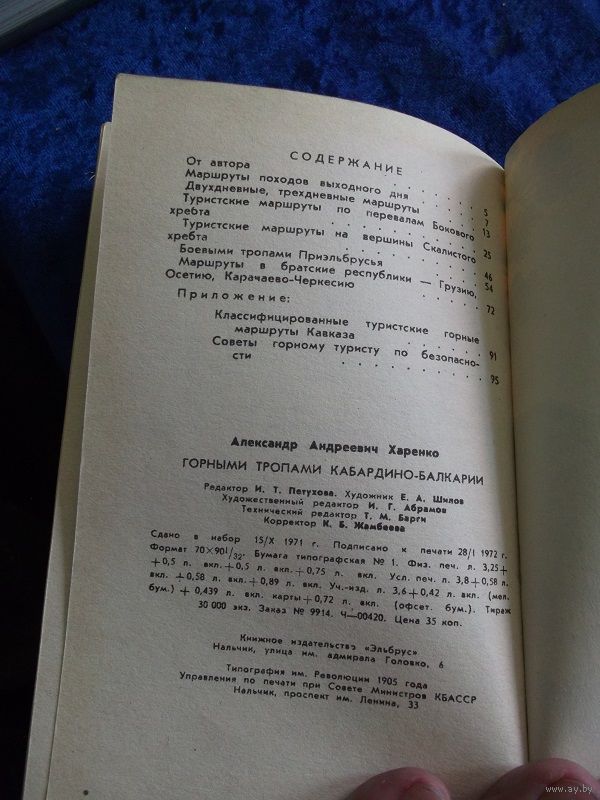 СОДЕРЖАНИЕ
От автора . . . . . . . 5
Маршруты походов выходного дня . . . 7
Двухдневные, трехдневные маршруты . . . 13
Туристские маршруты по перевалам Бокового
хребта . . . . . . . . 25
Туристские маршруты на вершины Скалистого
хребта . . . . . . . . 46
Боевыми тропами Приэльбрусья . . . . 54
Маршруты в братские республики — Грузию,
Осетию, Карачаево-Черкесию . . . . . 72
Приложение:
Классифицированные туристские горные
маршруты Кавказа . . . . . 91
Советы горному туристу по безопасно-
сти . . . . . . . . 95
Александр Андреевич Харенко
ГОРНЫМИ ТРОПАМИ КАБАРДИНО-БАЛКАРИИ
Редактор И. Т. Петухова. Художник Е. А. Шилов
Художественный редактор И. Г. Абрамов
Технический редактор Т. М. Барги
Корректор К. Б. Жамбеева
Сдано в набор 15/X 1971 г. Подписано к печати 28/I 1972 г.
Формат 70×90 1/32. Бумага типографская № 1. Физ. печ. л. 3,25+
+0,5 л. вкл.+0,5 л. вкл.+0,75 л. вкл. Усл. печ. л. 3,8+0,58 л.
вкл.+0,58 л. вкл.+0,89 л. вкл. Уч.-изд. л. 3,6+0,42 л. вкл. (мел.
бум.) + 0,439 л. вкл. карты+0,72 л. вкл. (офсет. бум.). Тираж
30 000 экз. Заказ № 9914. Ч—00420. Цена 35 коп.
Книжное издательство «Эльбрус»
Нальчик, улица им. адмирала Головко, 6
Типография им. Революции 1905 года
Управления по печати при Совете Министров КБАССР
Нальчик, проспект им. Ленина, 33
www.ay.by